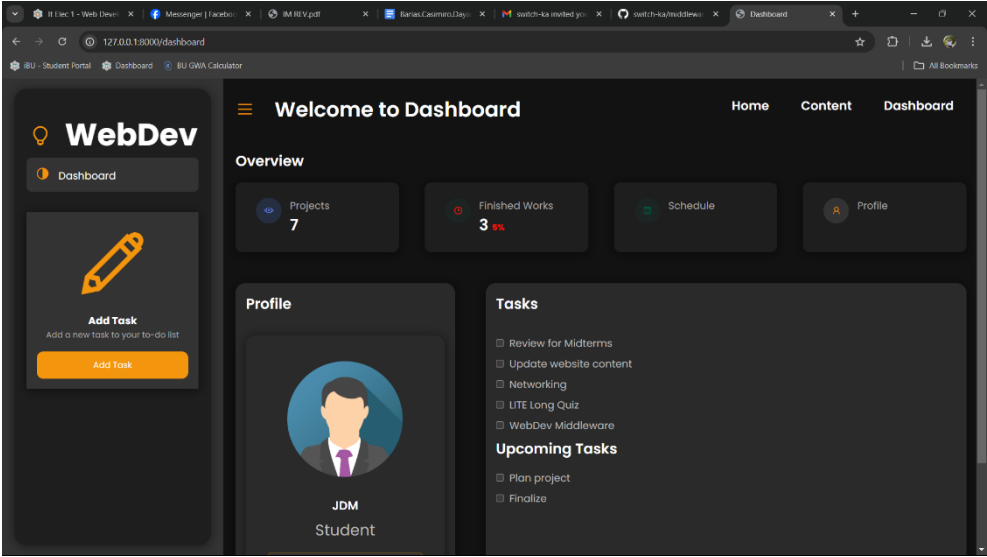 It Elec 1 - Web Devel
Messenger | Faceboo
IM REV.pdf
Barias.Casimiro.Dayc
switch-ka invited you
switch-ka/middlewar
Dashboard
127.0.0.1:8000/dashboard
iBU - Student Portal
Dashboard
BU GWA Calculator
All Bookmarks
WebDev
Dashboard
Add Task
Add a new task to your to-do list
Add Task
Welcome to Dashboard
Home
Content
Dashboard
Overview
Projects
7
Finished Works
3 5%
Schedule
Profile
Profile
JDM
Student
Tasks
Review for Midterms
Update website content
Networking
LITE Long Quiz
WebDev Middleware
Upcoming Tasks
Plan project
Finalize